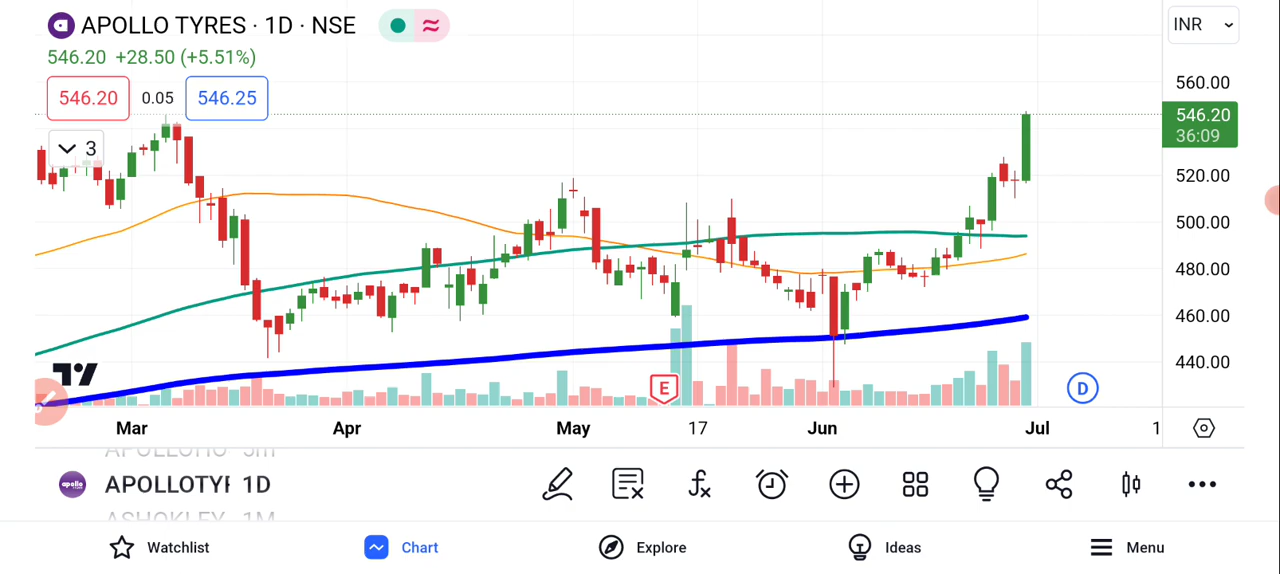 APOLLO TYRES · 1D · NSE
INR
546.20 +28.50 (+5.51%)
546.20 0.05 546.25
3
560.00
546.20
36:09
520.00
500.00
480.00
460.00
440.00
E
D
Mar Apr May 17 Jun Jul 1
apollo APOLLOTYF 1D
Watchlist Chart Explore Ideas Menu